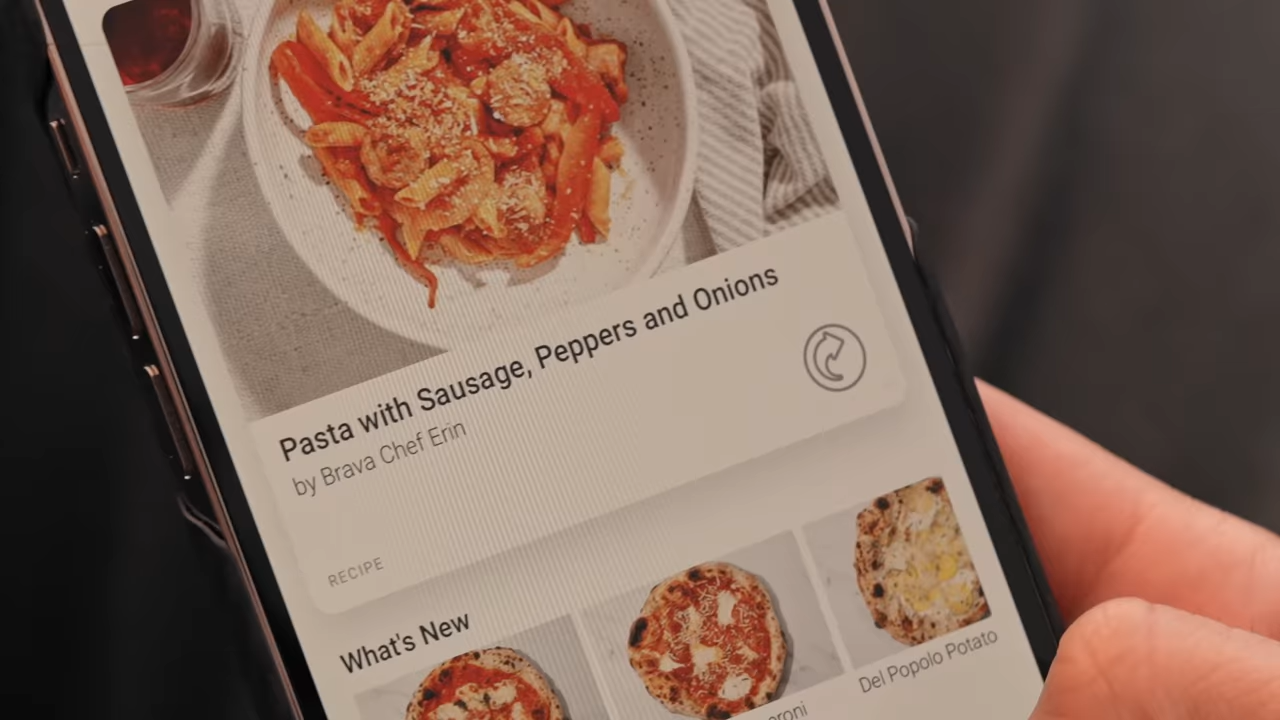 Pasta with Sausage, Peppers and Onions
by Brava Chef Erin
RECIPE
What's New
Del Popolo Potato